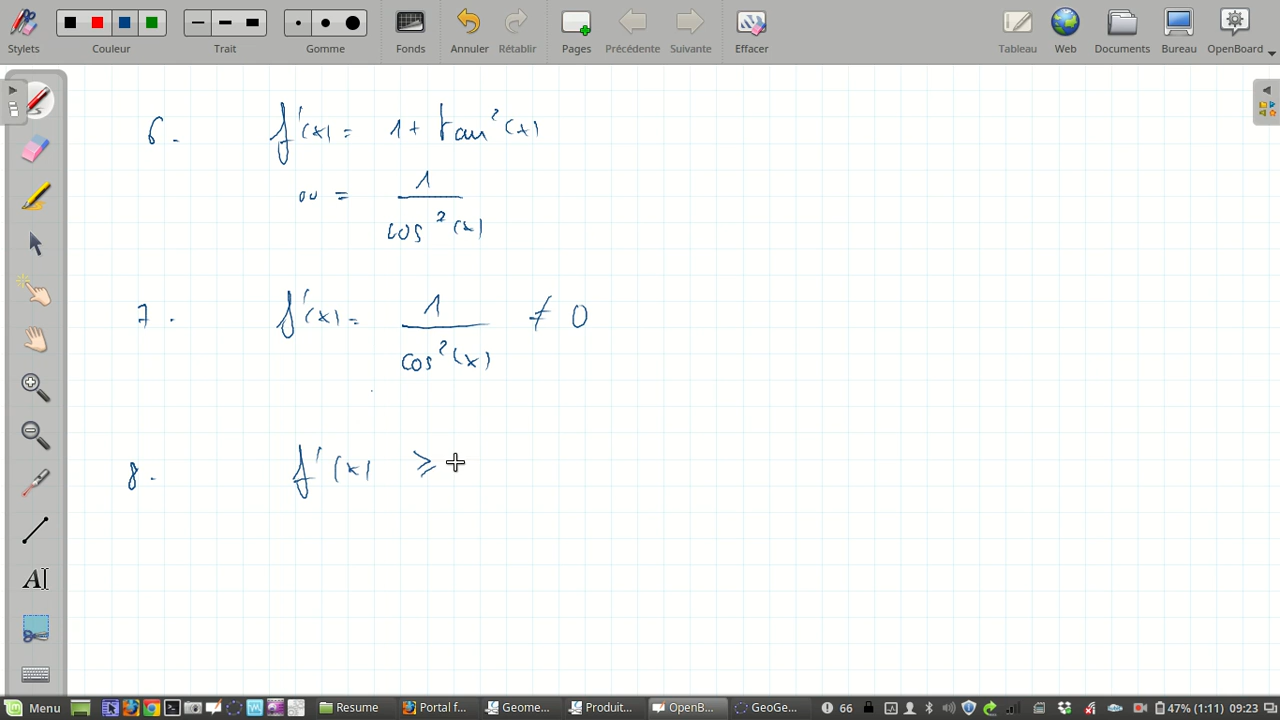 Stylets Couleur Trait Gomme Fonds Annuler Rétablir Pages Précédente Suivante Effacer Tableau Web Documents Bureau OpenBoard
6. f'(x) = 1 + tan²(x)
ou = 1
cos²(x)
7. f'(x) = 1 ≠ 0
cos²(x)
8. f'(x) ⩾
A
Menu Resume Portal f... Geome... Produit... OpenB... GeoGe... 66 47% (1:11) 09:23